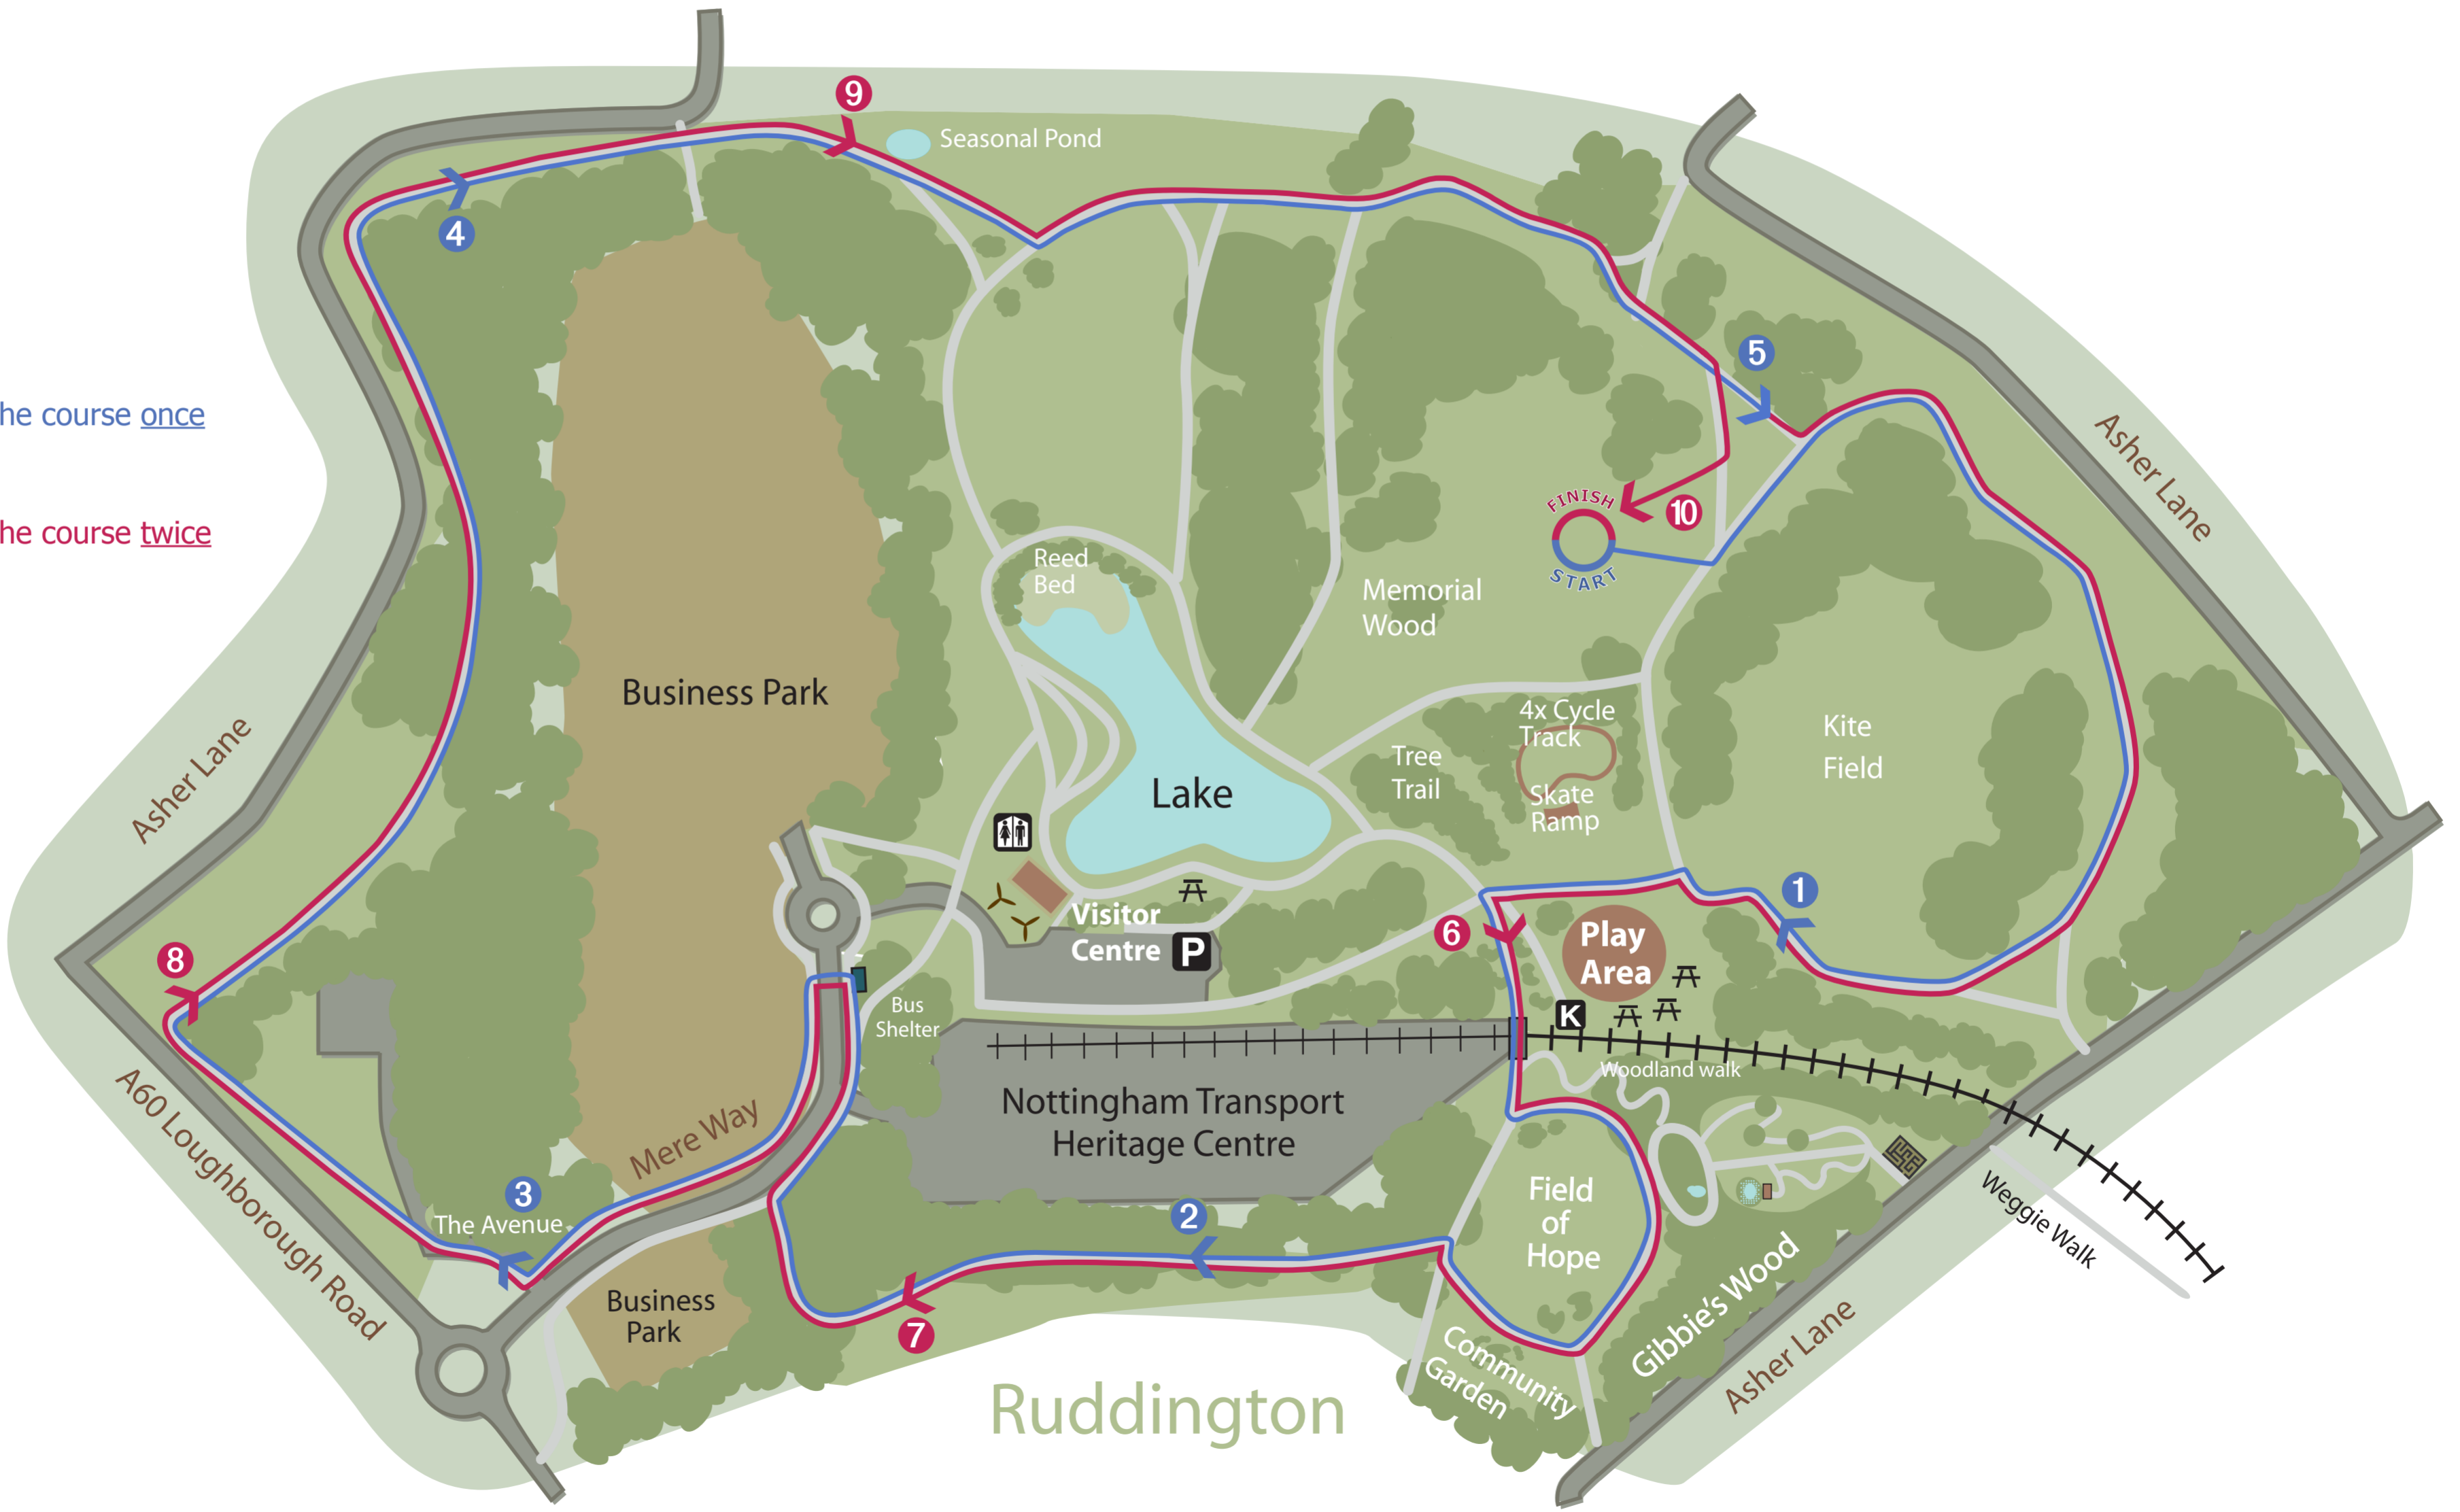 9
Seasonal Pond
4
5
he course once
Asher Lane
he course twice
FINISH
10
START
Reed
Bed
Memorial
Wood
Business Park
4x Cycle
Track
Kite
Field
Tree
Trail
Asher Lane
Lake
Skate
Ramp
1
Visitor
Centre
P
6
Play
Area
8
Bus
Shelter
K
Woodland walk
Nottingham Transport
Heritage Centre
A60 Loughborough Road
Mere Way
3
The Avenue
2
Field
of
Hope
Weggie Walk
Gibbie's Wood
Business
Park
7
Community
Garden
Asher Lane
Ruddington